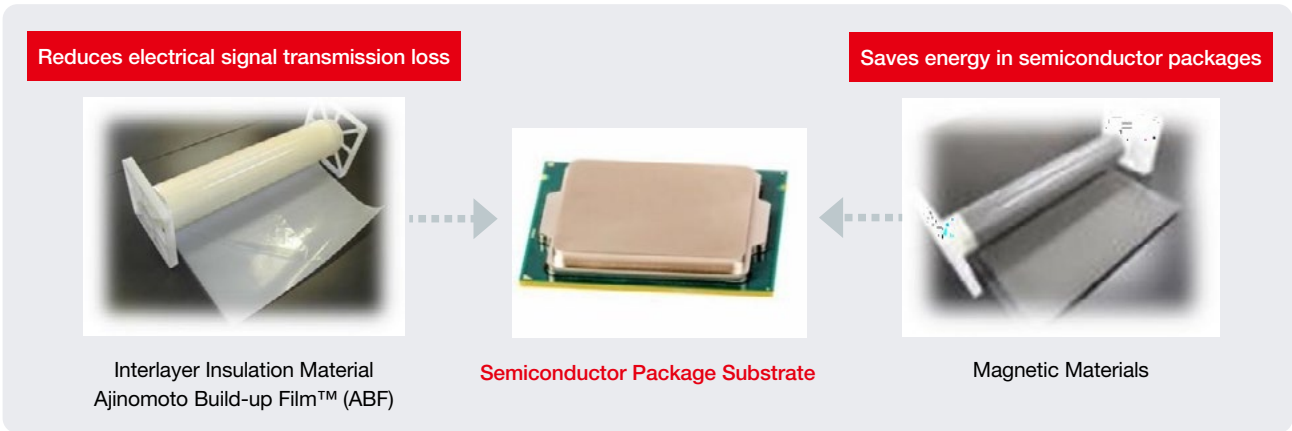 Reduces electrical signal transmission loss
Saves energy in semiconductor packages
Interlayer Insulation Material
Ajinomoto Build-up Film™ (ABF)
Semiconductor Package Substrate
Magnetic Materials